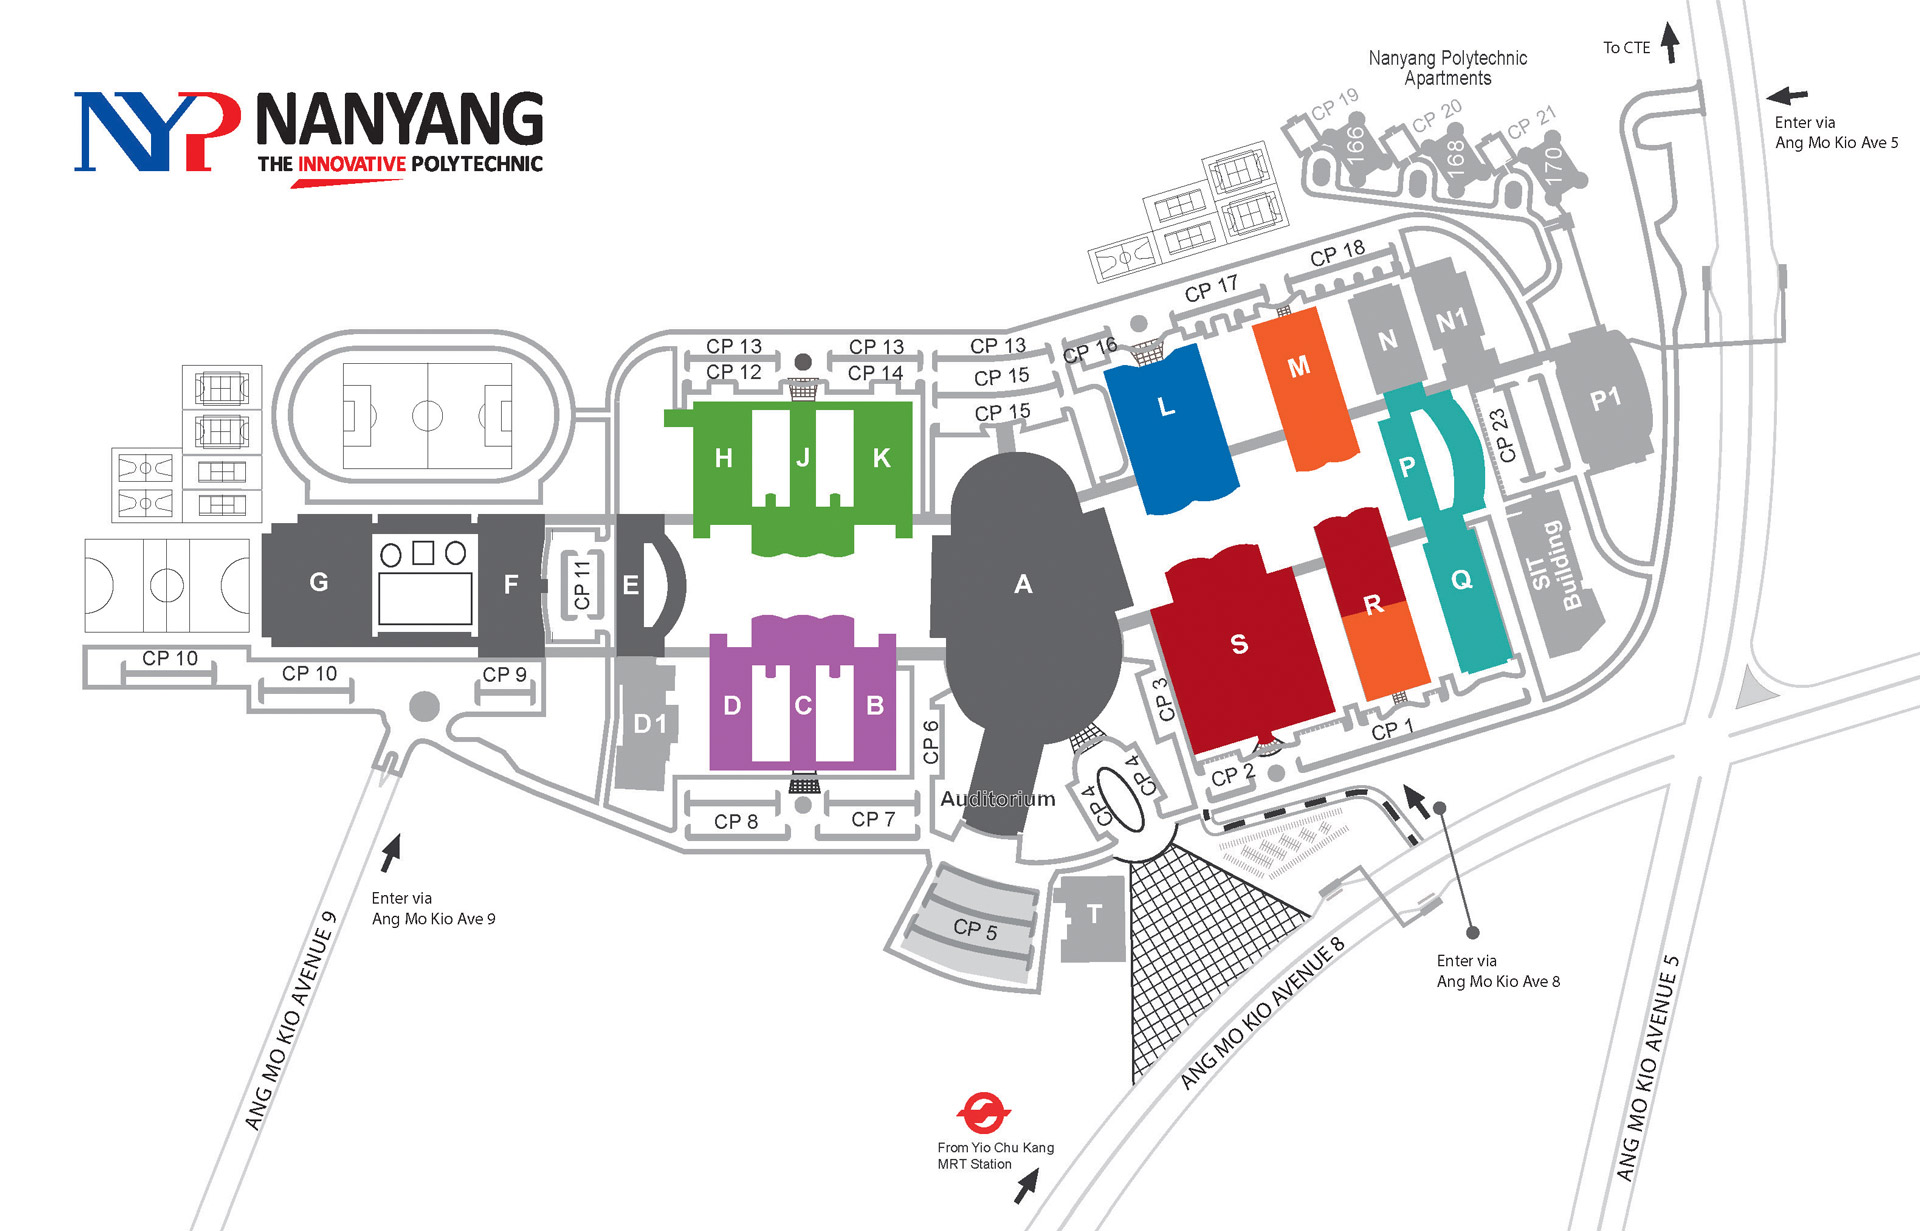 NYP NANYANG
THE INNOVATIVE POLYTECHNIC
Nanyang Polytechnic
Apartments
To CTE
Enter via
Ang Mo Kio Ave 5
CP 19
CP 20
CP 21
166
168
170
CP 18
CP 17
CP 16
CP 13
CP 13
CP 13
CP 12
CP 14
CP 15
CP 15
L
M
N
N1
P1
CP 23
P
H
J
K
G
F
CP 11
E
A
SIT
Building
Q
R
S
CP 10
CP 10
CP 9
D1
D
C
B
CP 6
CP 3
CP 1
CP 2
CP 4
CP 4
Auditorium
CP 8
CP 7
CP 5
T
Enter via
Ang Mo Kio Ave 9
Enter via
Ang Mo Kio Ave 8
ANG MO KIO AVENUE 9
ANG MO KIO AVENUE 8
ANG MO KIO AVENUE 5
From Yio Chu Kang
MRT Station